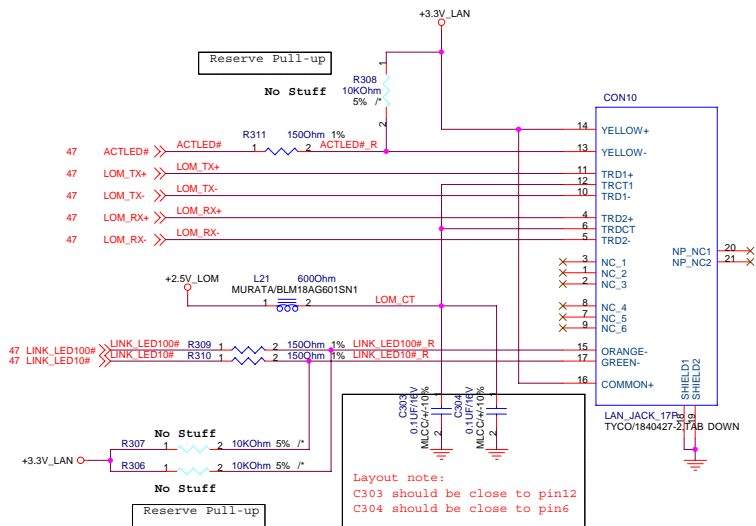 +3.3V_LAN
Reserve Pull-up
No Stuff
1
R308
10KOhm
5% /*
2
CON10
14 YELLOW+
47 ACTLED# ACTLED# R311 150Ohm 1% ACTLED#_R
1 2
13 YELLOW-
47 LOM_TX+ LOM_TX+ 11 TRD1+
12 TRCT1
47 LOM_TX- LOM_TX- 10 TRD1-
47 LOM_RX+ LOM_RX+ 4 TRD2+
6 TRDCT
47 LOM_RX- LOM_RX- 5 TRD2-
NP_NC1 20
NP_NC2 21
3 NC_1
1 NC_2
2 NC_3
+2.5V_LOM
L21 600Ohm
MURATA/BLM18AG601SN1
1 2
LOM_CT
8 NC_4
7 NC_5
9 NC_6
47 LINK_LED100# LINK_LED100# R309 1 2 150Ohm 1% LINK_LED100#_R 15 ORANGE-
47 LINK_LED10# LINK_LED10# R310 1 2 150Ohm 1% LINK_LED10#_R 17 GREEN-
16 COMMON+
SHIELD1
SHIELD2
18
19
LAN_JACK_17P
TYCO/1840427-2,TAB DOWN
C303
0.1UF/16V
MLCC/+/-10%
1
2
C304
0.1UF/16V
MLCC/+/-10%
1
2
No Stuff
+3.3V_LAN
R307 1 2 10KOhm 5% /*
R306 1 2 10KOhm 5% /*
No Stuff
Reserve Pull-up
Layout note:
C303 should be close to pin12
C304 should be close to pin6